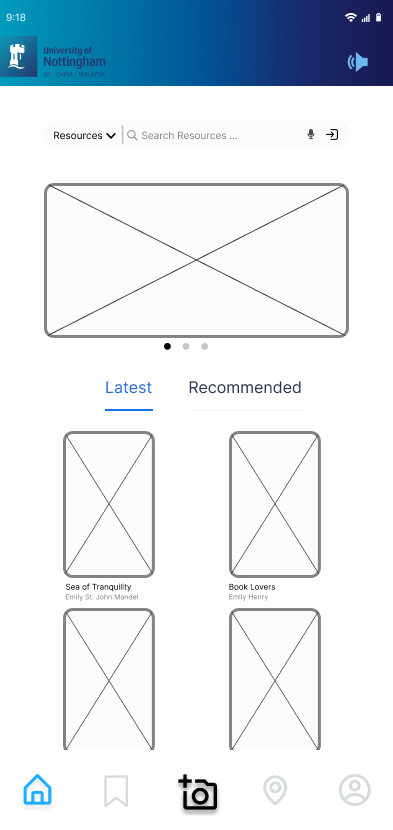 9:18
University of
Nottingham
UK · CHINA · MALAYSIA
Resources
Search Resources ...
Latest
Recommended
Sea of Tranquility
Book Lovers
Emily St. John Mandel
Emily Henry